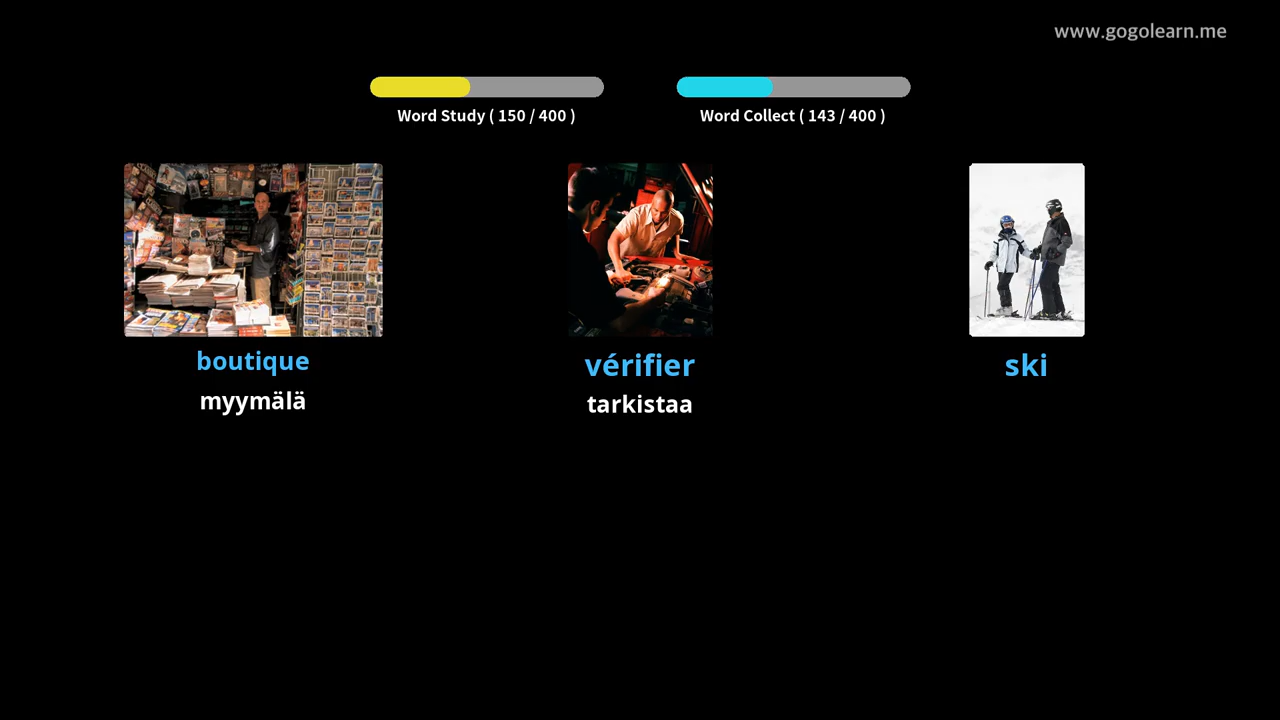 www.gogolearn.me
Word Study ( 150 / 400 )
Word Collect ( 143 / 400 )
boutique
vérifier
ski
myymälä
tarkistaa